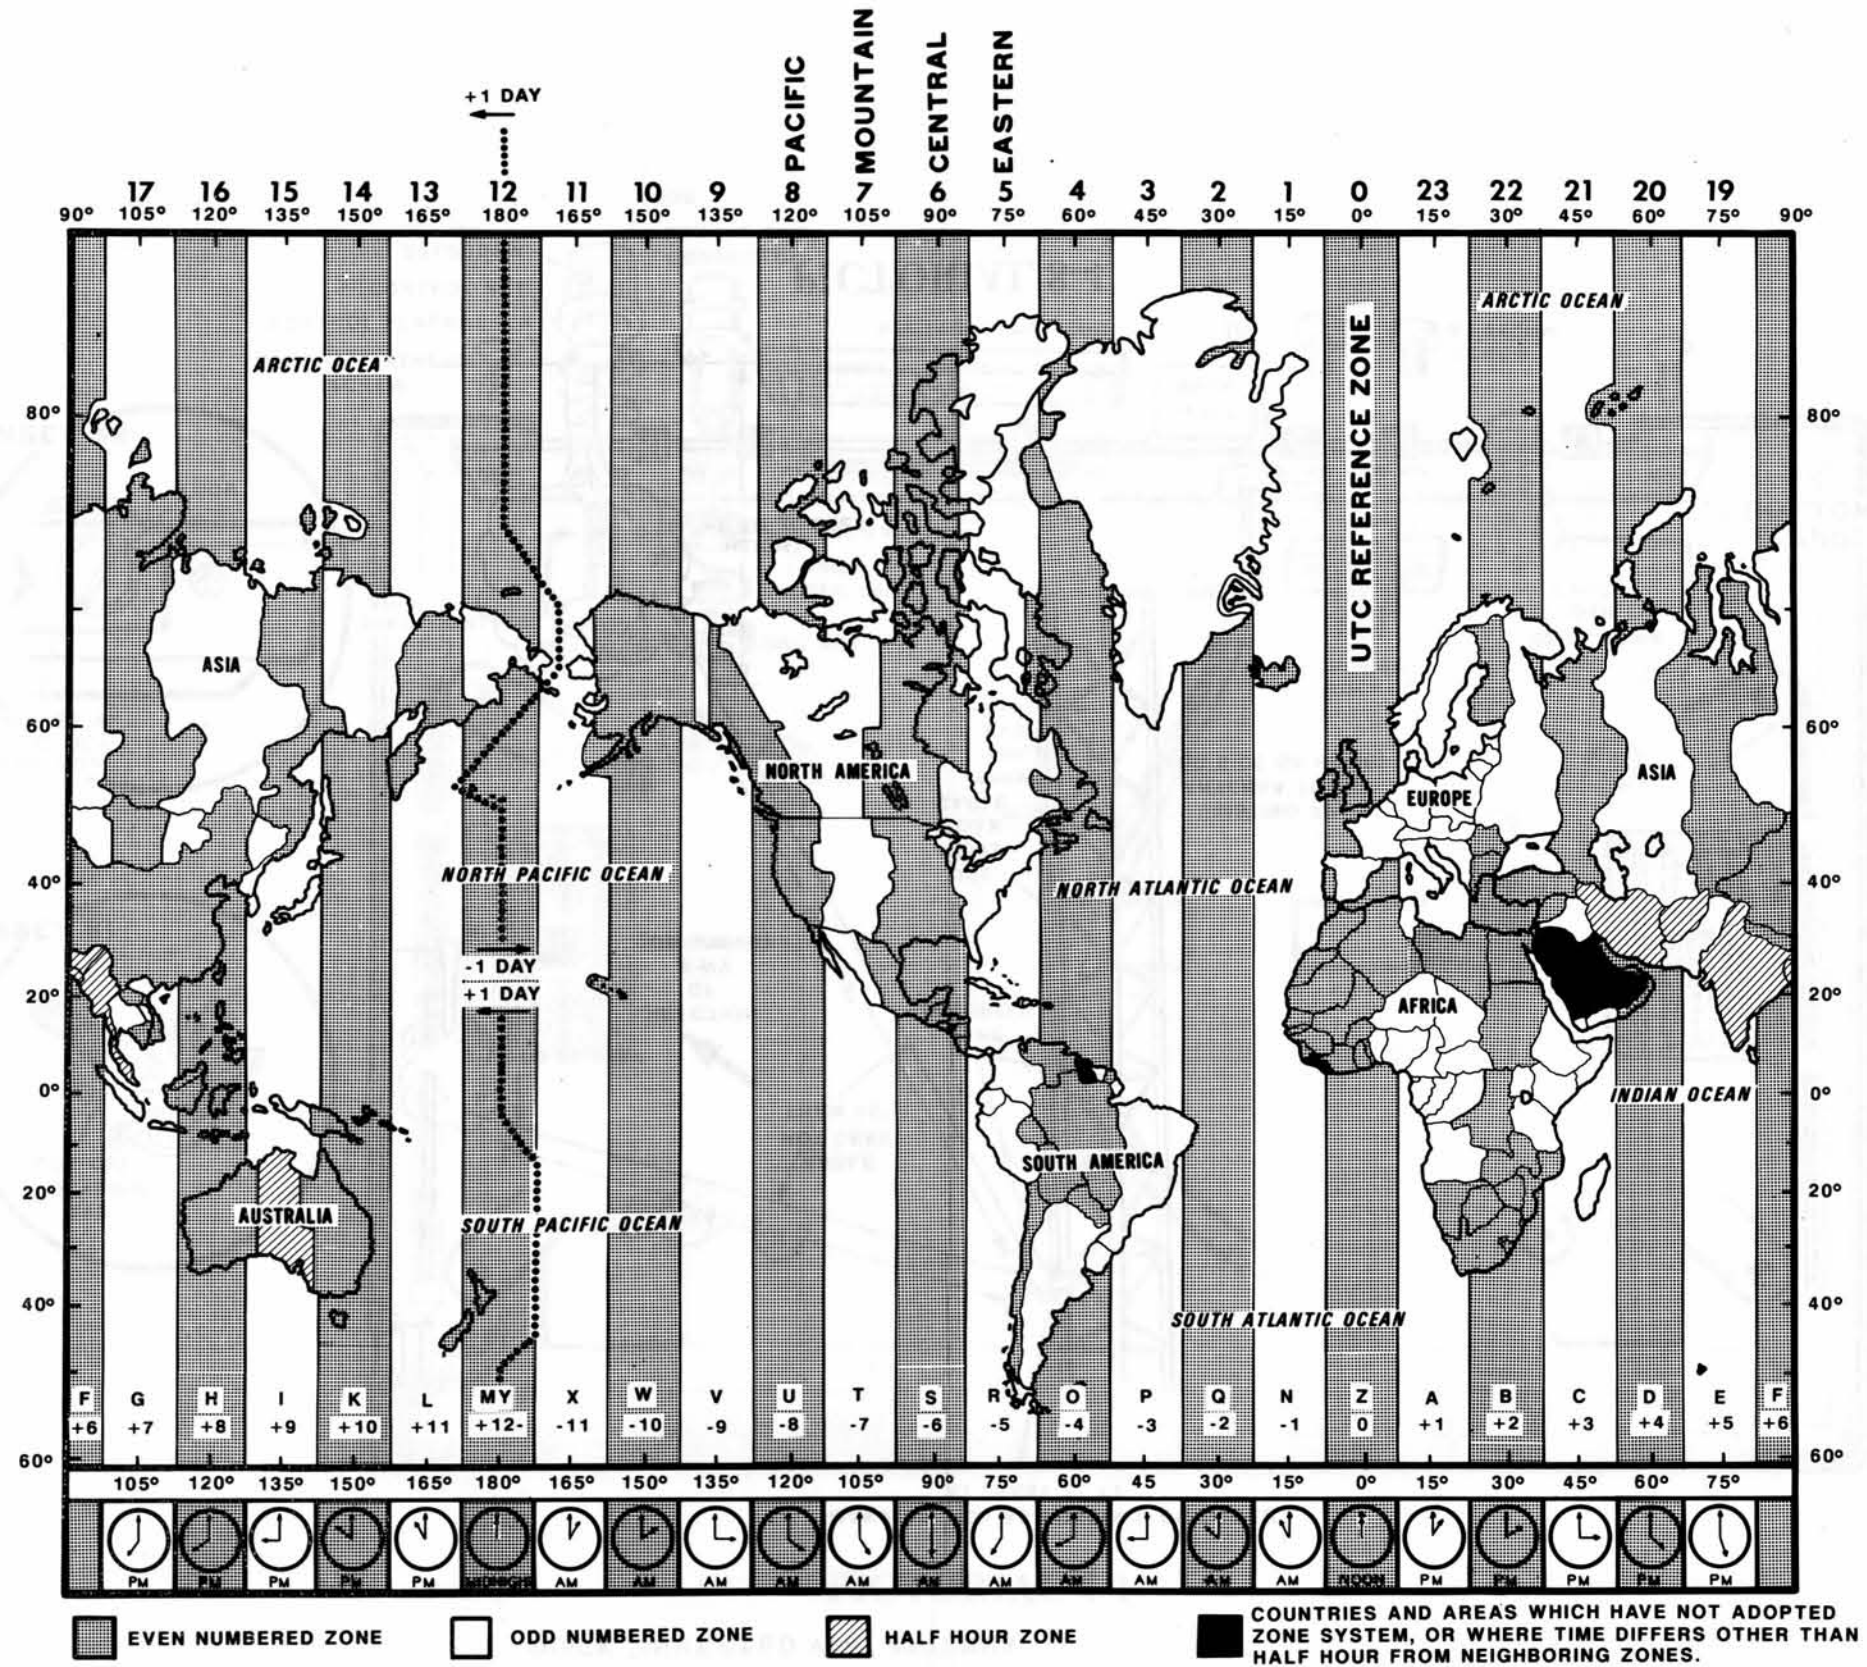 +1 DAY
PACIFIC
MOUNTAIN
CENTRAL
EASTERN
17 16 15 14 13 12 11 10 9 8 7 6 5 4 3 2 1 0 23 22 21 20 19
90° 105° 120° 135° 150° 165° 180° 165° 150° 135° 120° 105° 90° 75° 60° 45° 30° 15° 0° 15° 30° 45° 60° 75° 90°
ARCTIC OCEAN
ARCTIC OCEA
UTC REFERENCE ZONE
80° 80°
ASIA
60° 60°
NORTH AMERICA
EUROPE
ASIA
NORTH PACIFIC OCEAN
NORTH ATLANTIC OCEAN
40° 40°
-1 DAY
+1 DAY
20° 20°
AFRICA
0° 0°
INDIAN OCEAN
SOUTH AMERICA
20° 20°
AUSTRALIA
SOUTH PACIFIC OCEAN
40° 40°
SOUTH ATLANTIC OCEAN
F G H I K L MY X W V U T S R O P Q N Z A B C D E F
+6 +7 +8 +9 +10 +11 +12- -11 -10 -9 -8 -7 -6 -5 -4 -3 -2 -1 0 +1 +2 +3 +4 +5 +6
60° 60°
105° 120° 135° 150° 165° 180° 165° 150° 135° 120° 105° 90° 75° 60° 45° 30° 15° 0° 15° 30° 45° 60° 75°
PM PM PM PM PM MIDNIGHT AM AM AM AM AM AM AM AM AM AM AM NOON PM PM PM PM PM
EVEN NUMBERED ZONE
ODD NUMBERED ZONE
HALF HOUR ZONE
COUNTRIES AND AREAS WHICH HAVE NOT ADOPTED
ZONE SYSTEM, OR WHERE TIME DIFFERS OTHER THAN
HALF HOUR FROM NEIGHBORING ZONES.